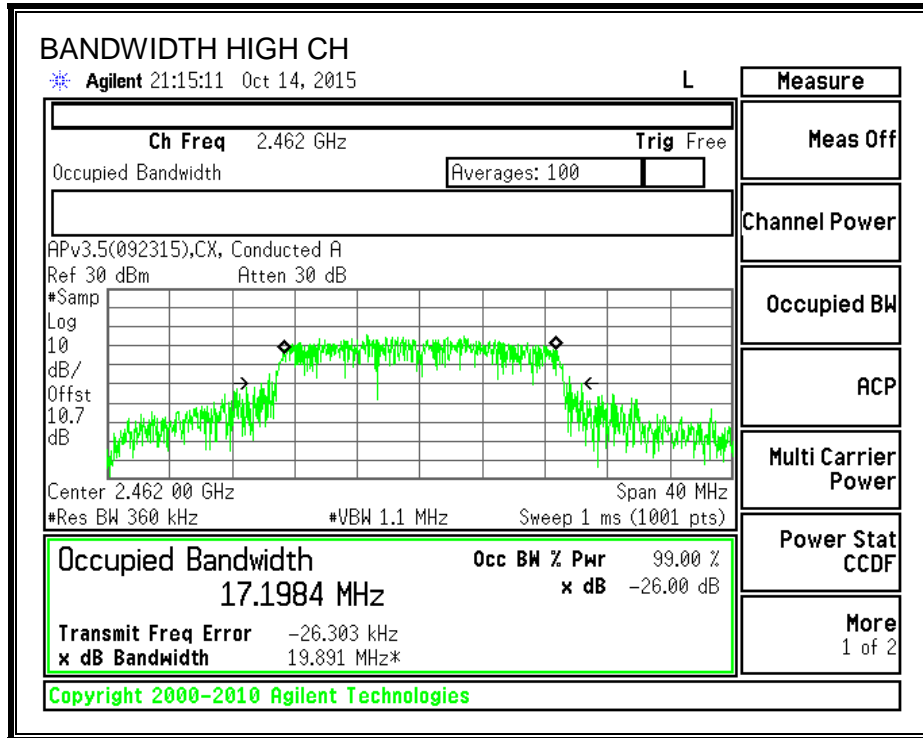 BANDWIDTH HIGH CH
Agilent 21:15:11 Oct 14, 2015 L
Measure
Ch Freq 2.462 GHz Trig Free
Meas Off
Occupied Bandwidth Averages: 100
Channel Power
APv3.5(092315),CX, Conducted A
Ref 30 dBm Atten 30 dB
#Samp
Log
10
dB/
Offst
10.7
dB
Occupied BW
ACP
Multi Carrier
Power
Center 2.462 00 GHz Span 40 MHz
#Res BW 360 kHz #VBW 1.1 MHz Sweep 1 ms (1001 pts)
Occupied Bandwidth Occ BW % Pwr 99.00 %
17.1984 MHz x dB -26.00 dB
Transmit Freq Error -26.303 kHz
x dB Bandwidth 19.891 MHz*
Power Stat
CCDF
More
1 of 2
Copyright 2000-2010 Agilent Technologies